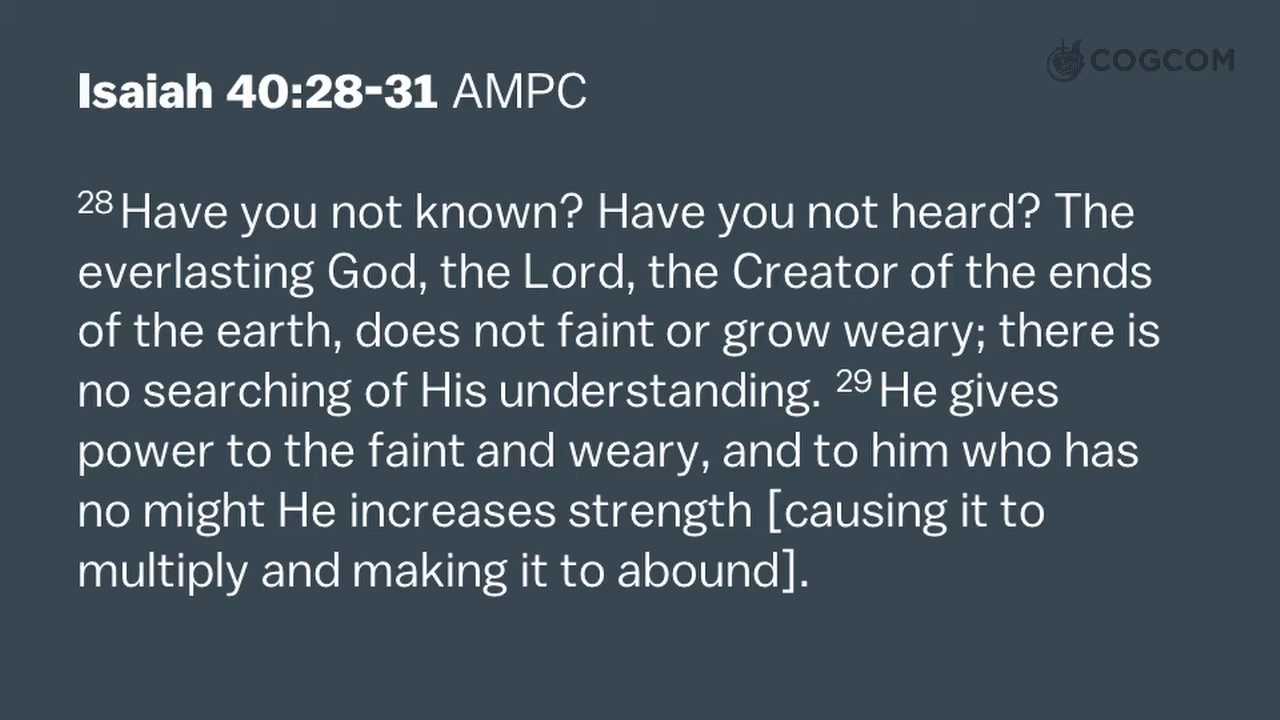 COGCOM
Isaiah 40:28-31 AMPC
28 Have you not known? Have you not heard? The
everlasting God, the Lord, the Creator of the ends
of the earth, does not faint or grow weary; there is
no searching of His understanding. 29 He gives
power to the faint and weary, and to him who has
no might He increases strength [causing it to
multiply and making it to abound].